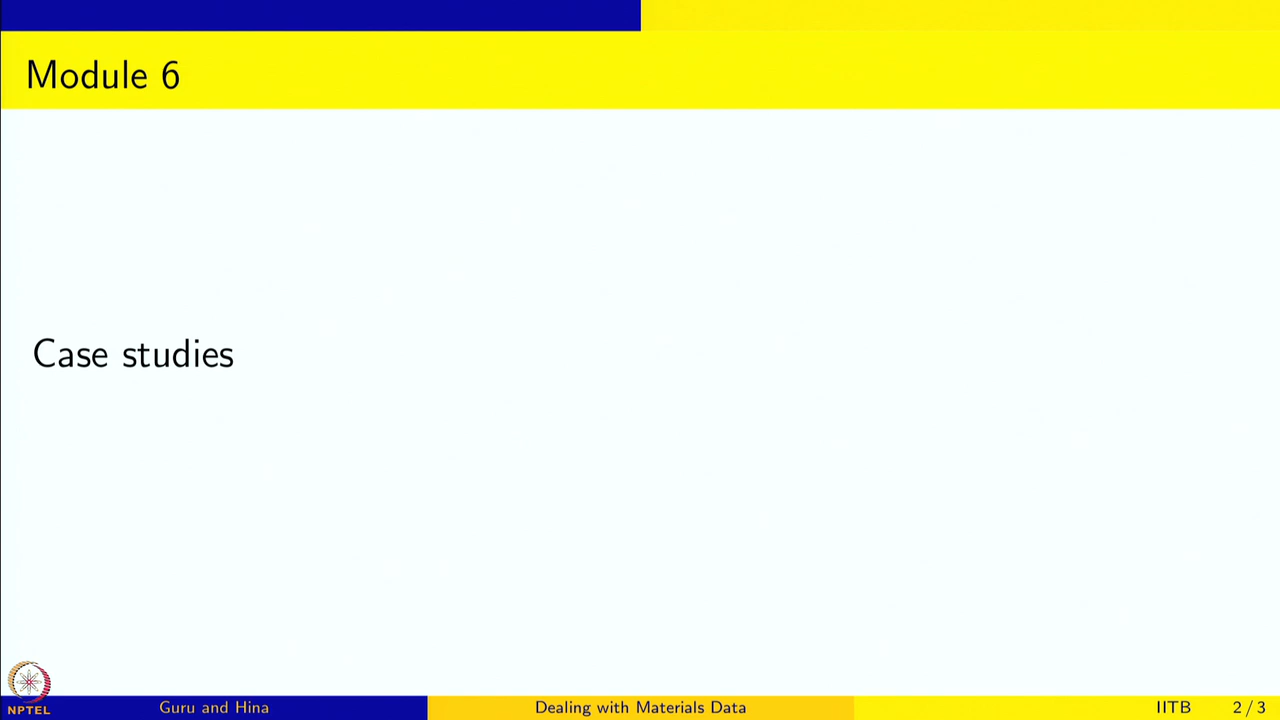 Module 6
Case studies
NPTEL
Guru and Hina
Dealing with Materials Data
IITB
2 / 3